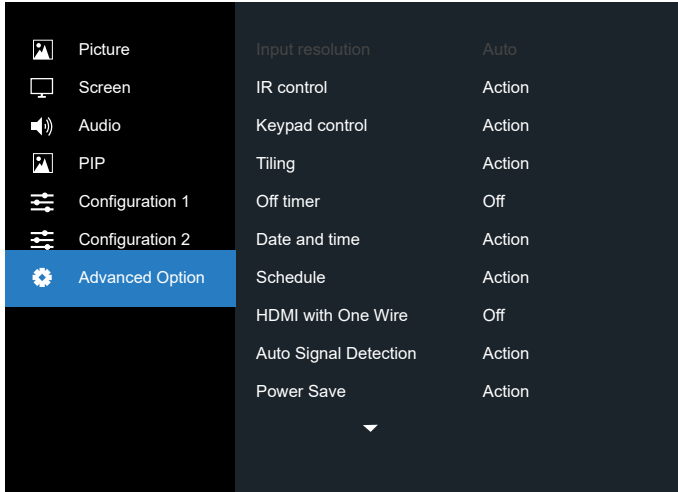 Picture
Screen
Audio
PIP
Configuration 1
Configuration 2
Advanced Option
Input resolution Auto
IR control Action
Keypad control Action
Tiling Action
Off timer Off
Date and time Action
Schedule Action
HDMI with One Wire Off
Auto Signal Detection Action
Power Save Action